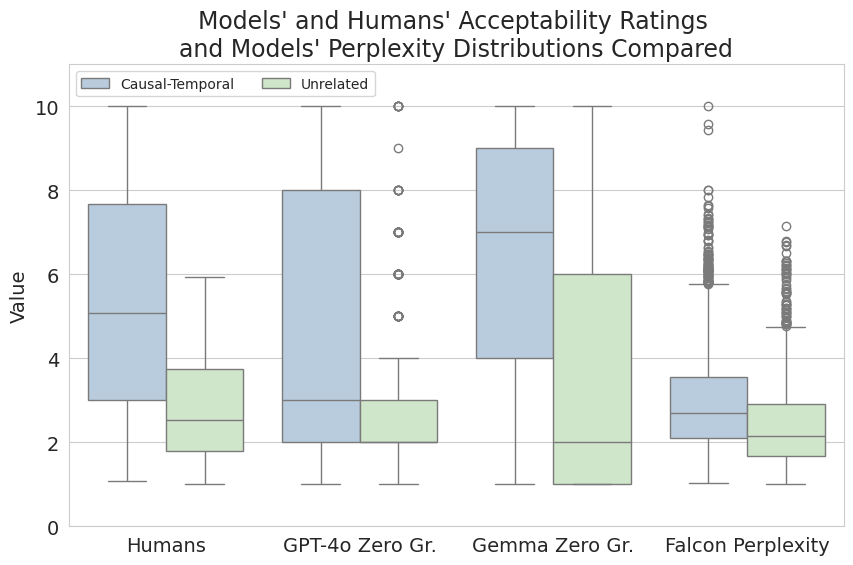 Models' and Humans' Acceptability Ratings
and Models' Perplexity Distributions Compared
Causal-Temporal
Unrelated
Value
10
8
6
4
2
0
Humans
GPT-4o Zero Gr.
Gemma Zero Gr.
Falcon Perplexity